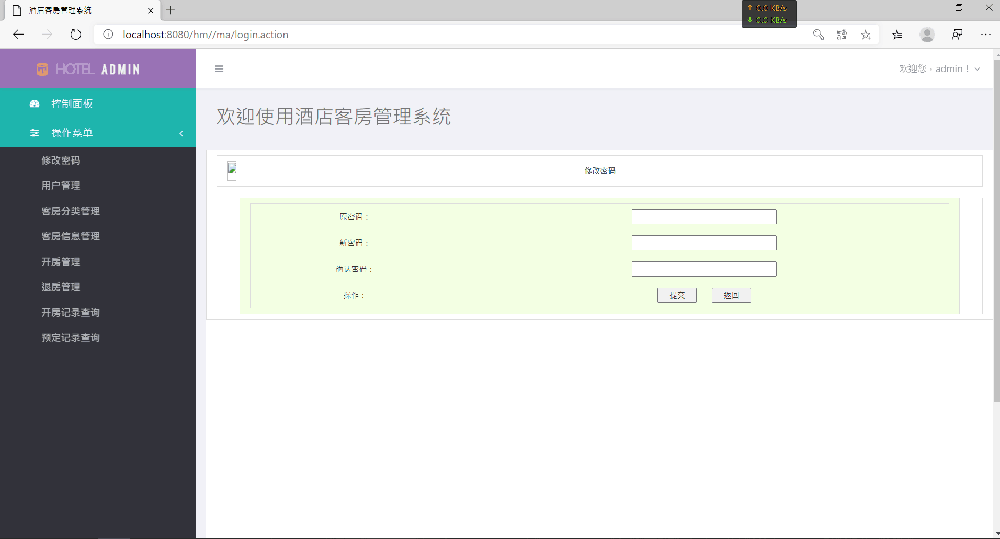 酒店客房管理系统
↑ 0.0 KB/s
↓ 0.0 KB/s
localhost:8080/hm//ma/login.action
HOTEL ADMIN
欢迎您，admin！
控制面板
操作菜单
修改密码
用户管理
客房分类管理
客房信息管理
开房管理
退房管理
开房记录查询
预定记录查询
欢迎使用酒店客房管理系统
修改密码
原密码：
新密码：
确认密码：
操作： 提交 返回